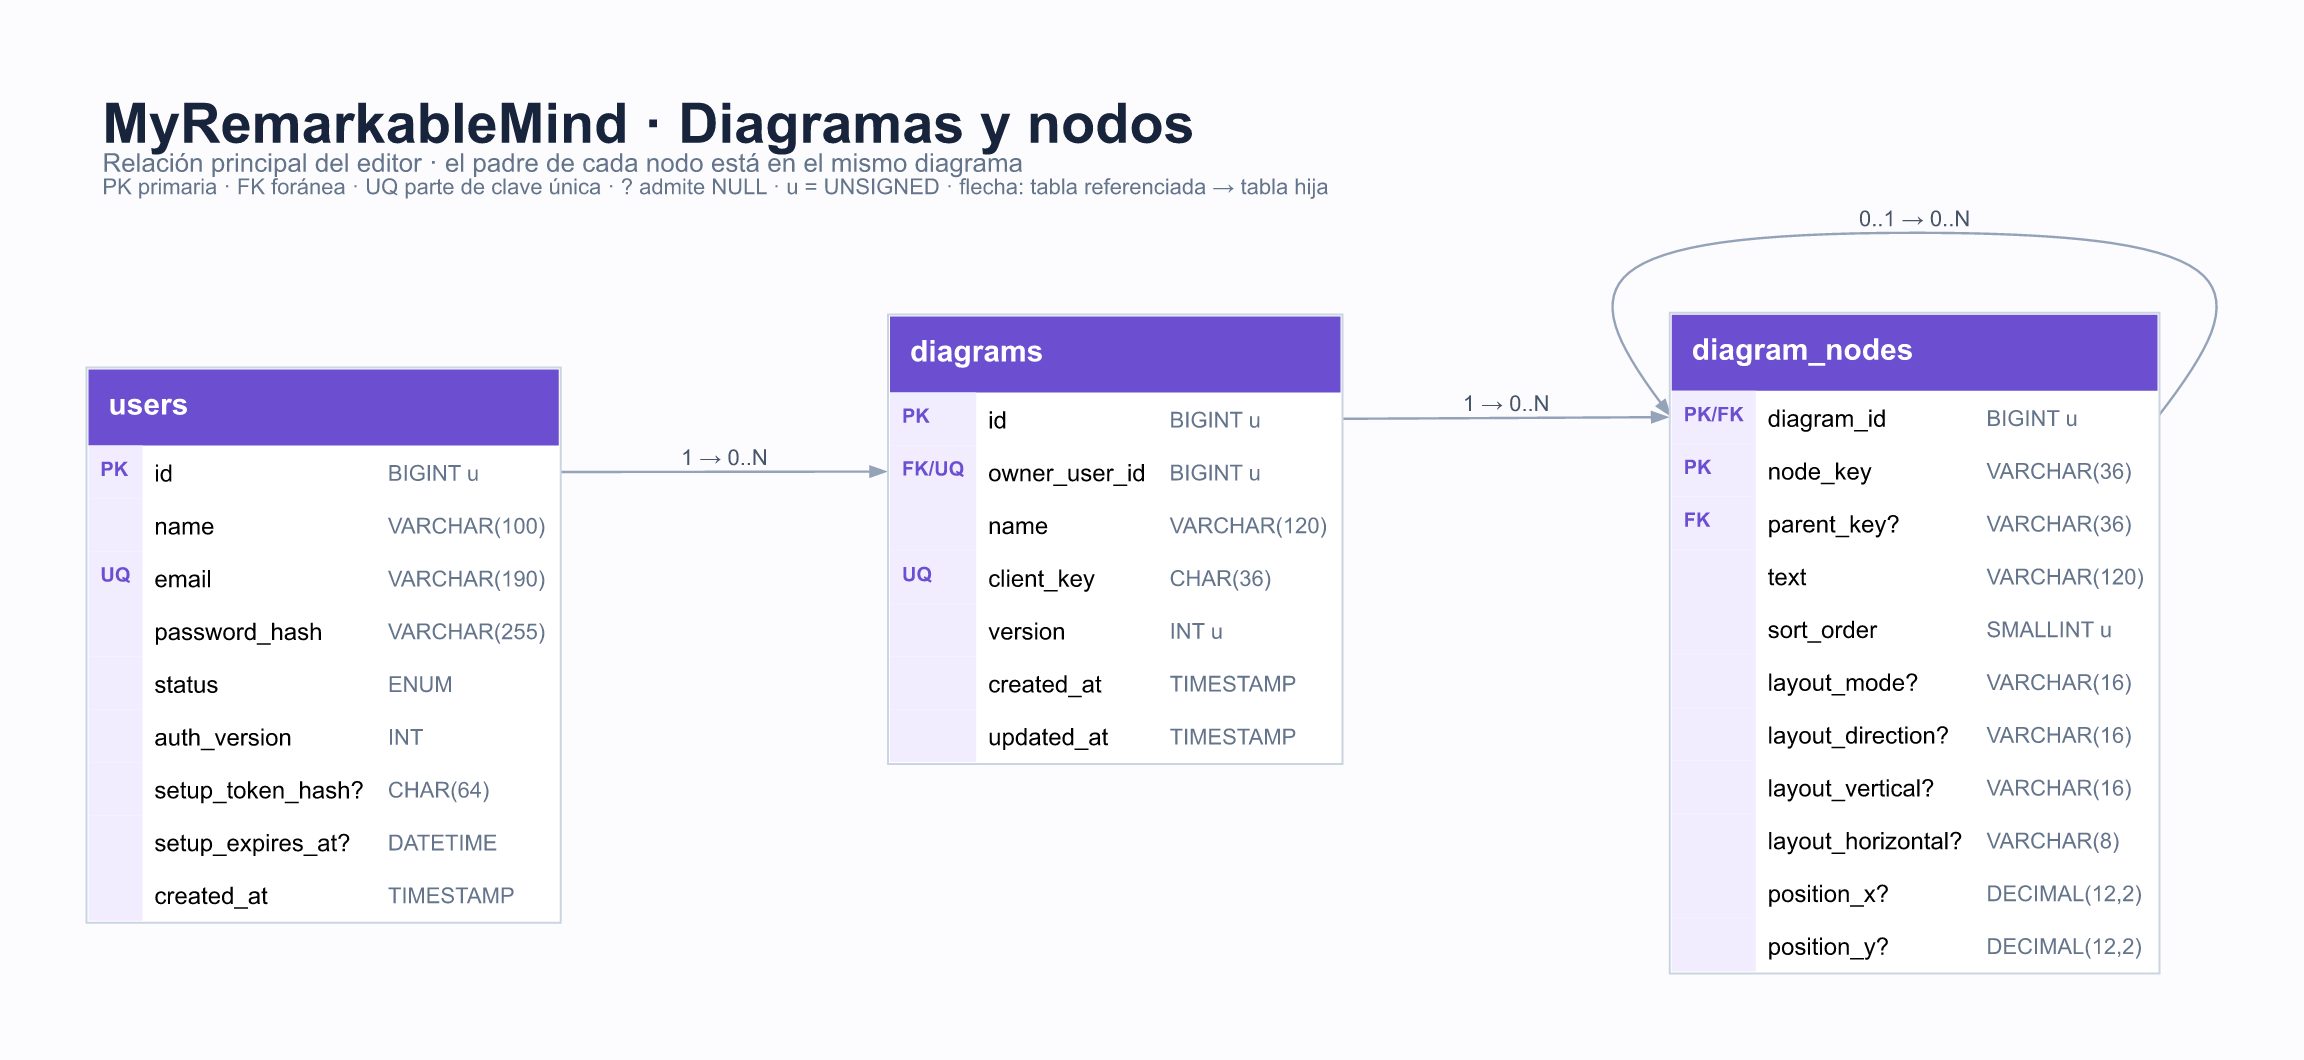 MyRemarkableMind · Diagramas y nodos
Relación principal del editor · el padre de cada nodo está en el mismo diagrama
PK primaria · FK foránea · UQ parte de clave única · ? admite NULL · u = UNSIGNED · flecha: tabla referenciada → tabla hija
users
PK id BIGINT u
name VARCHAR(100)
UQ email VARCHAR(190)
password_hash VARCHAR(255)
status ENUM
auth_version INT
setup_token_hash? CHAR(64)
setup_expires_at? DATETIME
created_at TIMESTAMP
1 → 0..N
diagrams
PK id BIGINT u
FK/UQ owner_user_id BIGINT u
name VARCHAR(120)
UQ client_key CHAR(36)
version INT u
created_at TIMESTAMP
updated_at TIMESTAMP
1 → 0..N
0..1 → 0..N
diagram_nodes
PK/FK diagram_id BIGINT u
PK node_key VARCHAR(36)
FK parent_key? VARCHAR(36)
text VARCHAR(120)
sort_order SMALLINT u
layout_mode? VARCHAR(16)
layout_direction? VARCHAR(16)
layout_vertical? VARCHAR(16)
layout_horizontal? VARCHAR(8)
position_x? DECIMAL(12,2)
position_y? DECIMAL(12,2)